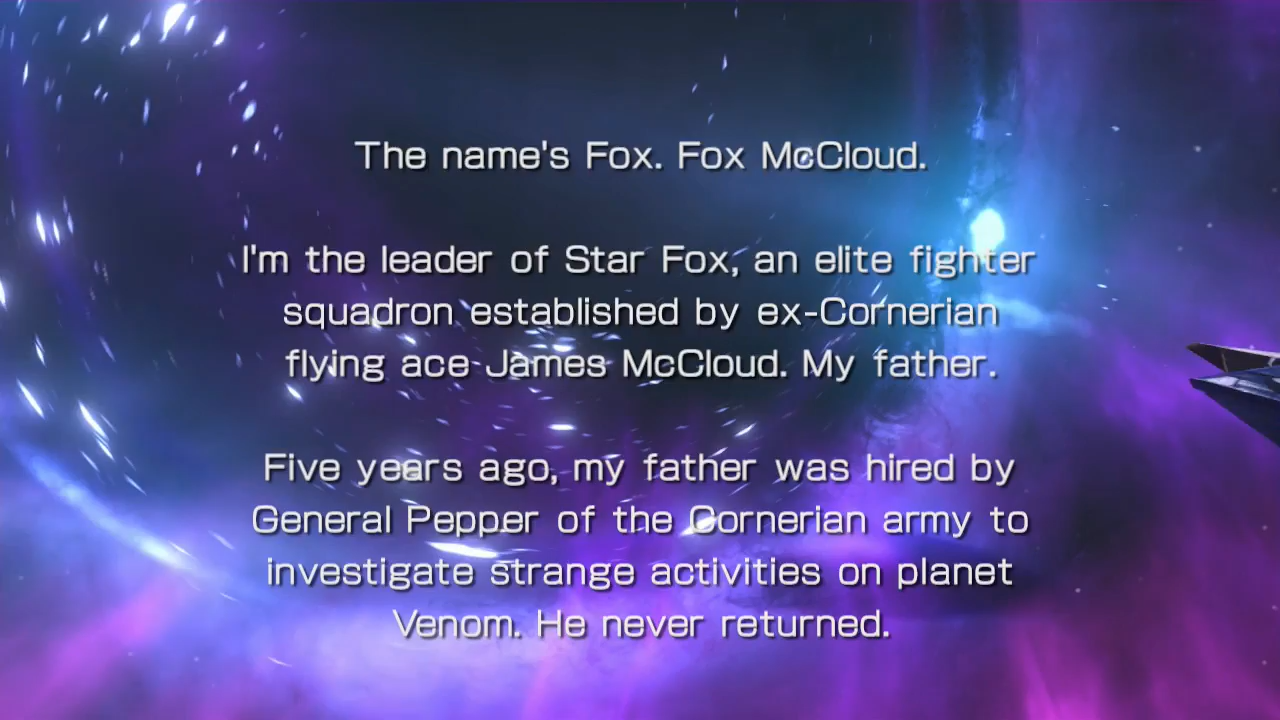 The name's Fox. Fox McCloud.
I'm the leader of Star Fox, an elite fighter
squadron established by ex-Cornerian
flying ace James McCloud. My father.
Five years ago, my father was hired by
General Pepper of the Cornerian army to
investigate strange activities on planet
Venom. He never returned.